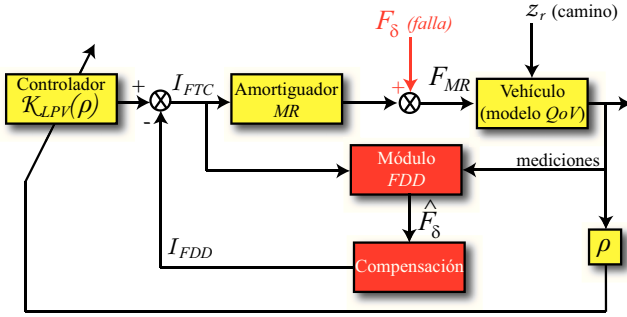 z_r (camino)
F_δ (falla)
Controlador
K_LPV(ρ)
+
-
I_FTC
Amortiguador
MR
+
F_MR
Vehículo
(modelo QoV)
mediciones
Módulo
FDD
F̂_δ
ρ
I_FDD
Compensación